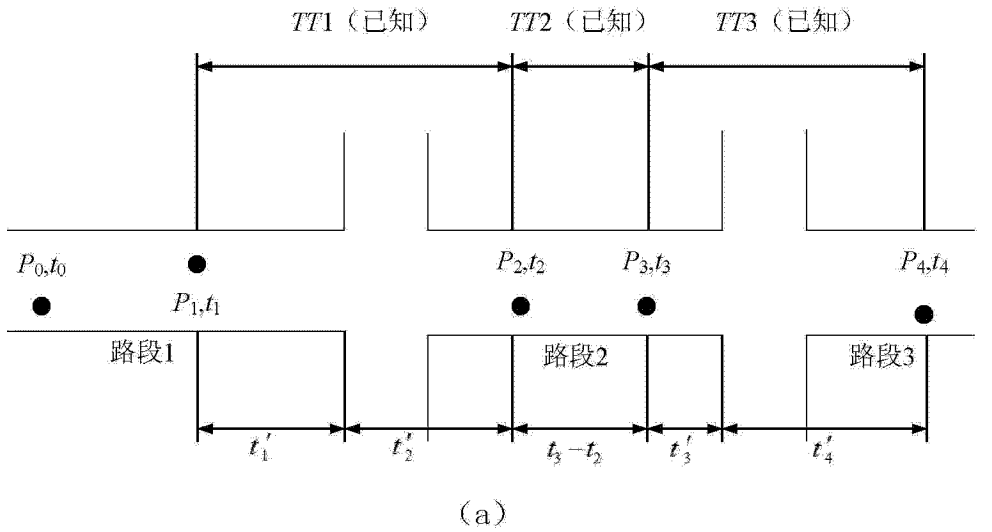 TT1（已知） TT2（已知） TT3（已知）
P0,t0 P2,t2 P3,t3 P4,t4
P1,t1
路段1 路段2 路段3
t′1 t′2 t3−t2 t′3 t′4
（a）